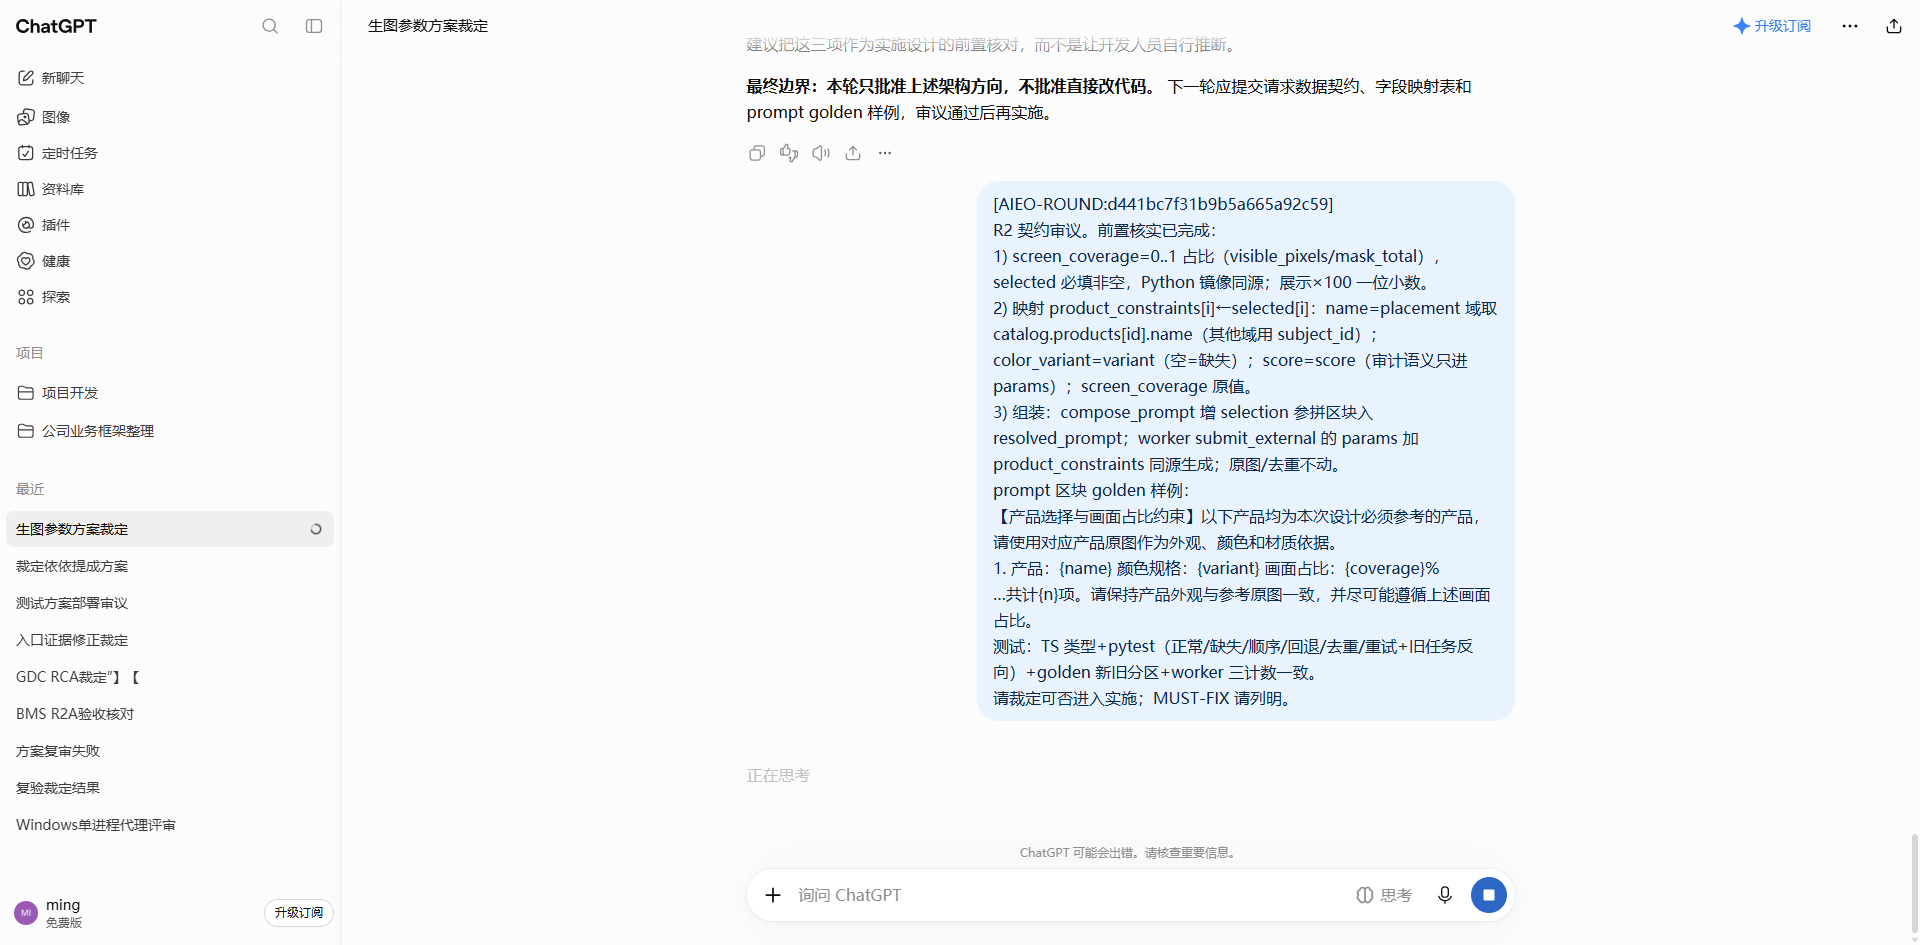 ChatGPT
新聊天
图像
定时任务
资料库
插件
健康
探索
项目
项目开发
公司业务框架整理
最近
生图参数方案裁定
裁定依依提成方案
测试方案部署审议
入口证据修正裁定
GDC RCA裁定”】【
BMS R2A验收核对
方案复审失败
复验裁定结果
Windows单进程代理评审
MI
ming
免费版
升级订阅
生图参数方案裁定
升级订阅
建议把这三项作为实施设计的前置核对，而不是让开发人员自行推断。
最终边界：本轮只批准上述架构方向，不批准直接改代码。 下一轮应提交请求数据契约、字段映射表和
prompt golden 样例，审议通过后再实施。
[AIEO-ROUND:d441bc7f31b9b5a665a92c59]
R2 契约审议。前置核实已完成：
1) screen_coverage=0..1 占比（visible_pixels/mask_total），
selected 必填非空，Python 镜像同源；展示×100 一位小数。
2) 映射 product_constraints[i]←selected[i]：name=placement 域取
catalog.products[id].name（其他域用 subject_id）；
color_variant=variant（空=缺失）；score=score（审计语义只进
params）；screen_coverage 原值。
3) 组装：compose_prompt 增 selection 参拼区块入
resolved_prompt；worker submit_external 的 params 加
product_constraints 同源生成；原图/去重不动。
prompt 区块 golden 样例：
【产品选择与画面占比约束】以下产品均为本次设计必须参考的产品，
请使用对应产品原图作为外观、颜色和材质依据。
1. 产品：{name} 颜色规格：{variant} 画面占比：{coverage}%
...共计{n}项。请保持产品外观与参考原图一致，并尽可能遵循上述画面
占比。
测试：TS 类型+pytest（正常/缺失/顺序/回退/去重/重试+旧任务反
向）+golden 新旧分区+worker 三计数一致。
请裁定可否进入实施；MUST-FIX 请列明。
正在思考
ChatGPT 可能会出错。请核查重要信息。
询问 ChatGPT
思考